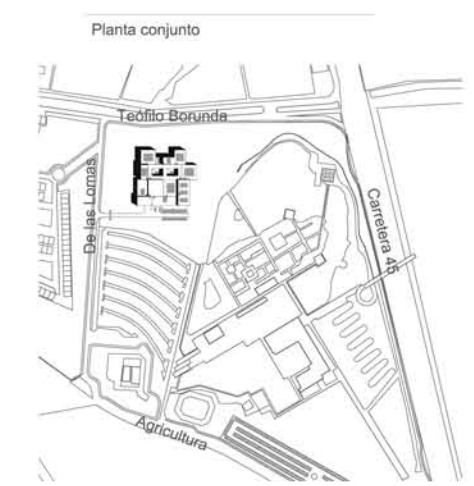 Planta conjunto
Teófilo Borunda
De las Lomas
Carretera 45
Agricultura